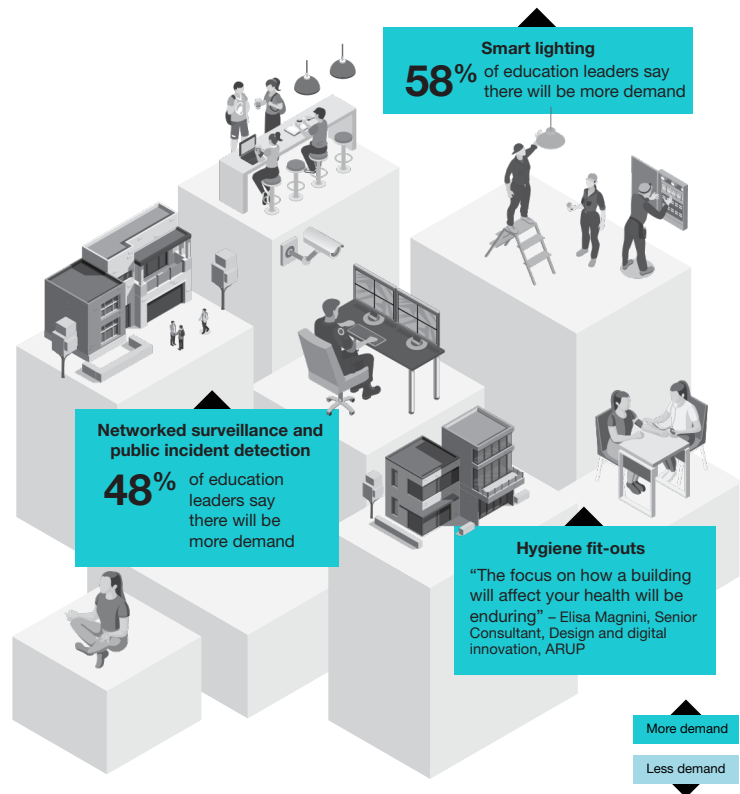 Smart lighting
58% of education leaders say
there will be more demand
Networked surveillance and
public incident detection
48% of education
leaders say
there will be
more demand
Hygiene fit-outs
“The focus on how a building
will affect your health will be
enduring” – Elisa Magnini, Senior
Consultant, Design and digital
innovation, ARUP
More demand
Less demand